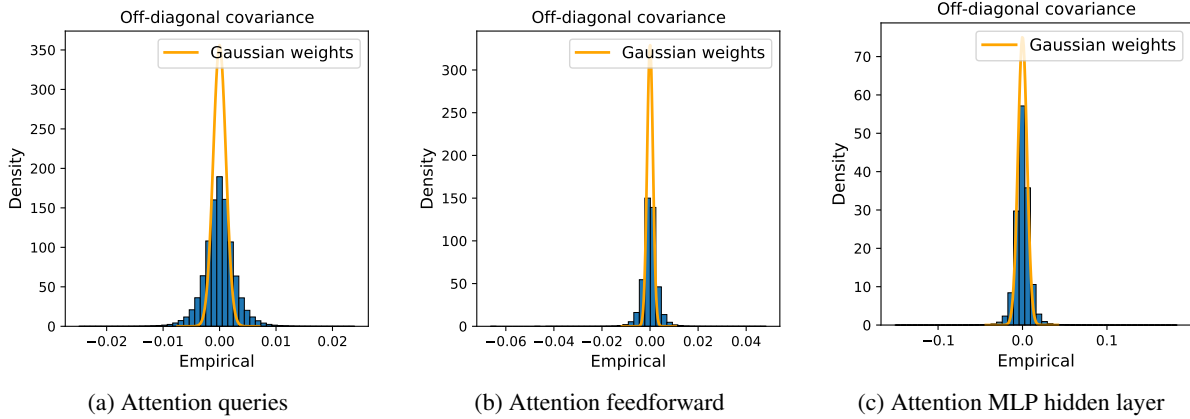 Off-diagonal covariance
Gaussian weights
350
300
250
200
150
100
50
0
Density
−0.02 −0.01 0.00 0.01 0.02
Empirical
(a) Attention queries
Off-diagonal covariance
Gaussian weights
300
250
200
150
100
50
0
Density
−0.06 −0.04 −0.02 0.00 0.02 0.04
Empirical
(b) Attention feedforward
Off-diagonal covariance
Gaussian weights
70
60
50
40
30
20
10
0
Density
−0.1 0.0 0.1
Empirical
(c) Attention MLP hidden layer